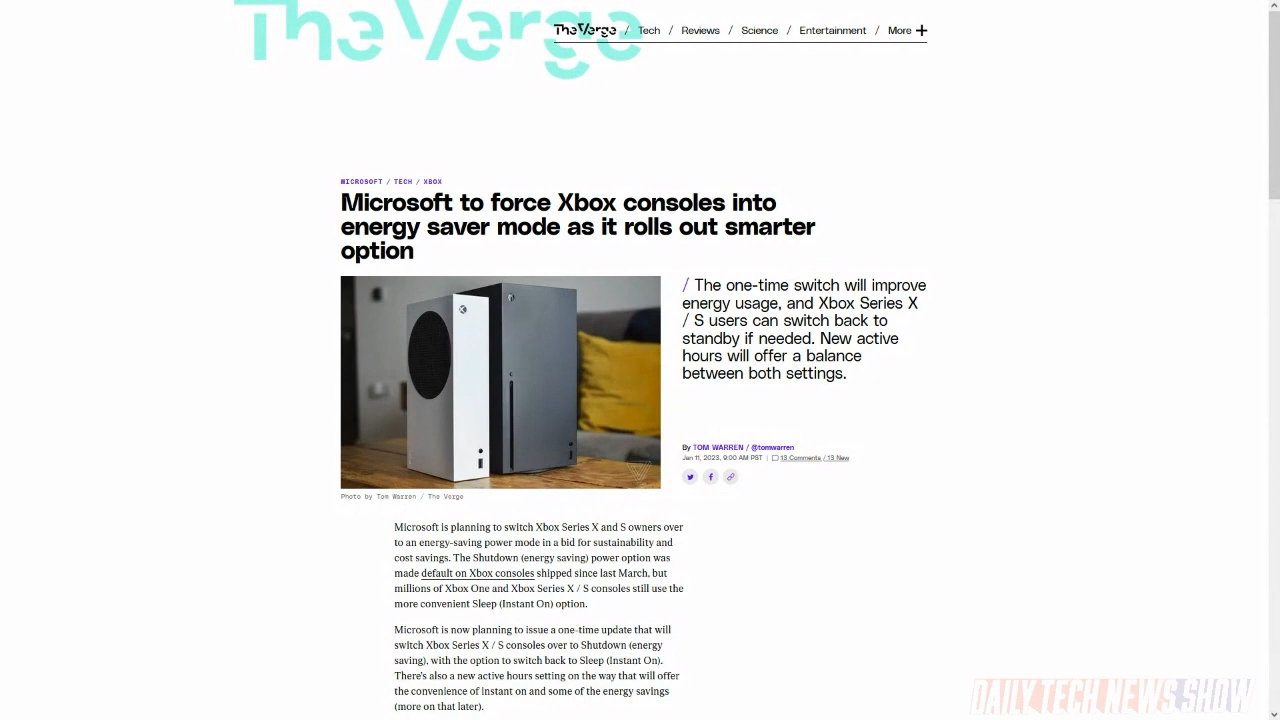 The Verge
The Verge / Tech / Reviews / Science / Entertainment / More +
MICROSOFT / TECH / XBOX
Microsoft to force Xbox consoles into
energy saver mode as it rolls out smarter
option
/ The one-time switch will improve
energy usage, and Xbox Series X
/ S users can switch back to
standby if needed. New active
hours will offer a balance
between both settings.
By TOM WARREN / @tomwarren
Jan 11, 2023, 9:00 AM PST | 13 Comments / 13 New
Photo by Tom Warren / The Verge
Microsoft is planning to switch Xbox Series X and S owners over
to an energy-saving power mode in a bid for sustainability and
cost savings. The Shutdown (energy saving) power option was
made default on Xbox consoles shipped since last March, but
millions of Xbox One and Xbox Series X / S consoles still use the
more convenient Sleep (Instant On) option.
Microsoft is now planning to issue a one-time update that will
switch Xbox Series X / S consoles over to Shutdown (energy
saving), with the option to switch back to Sleep (Instant On).
There's also a new active hours setting on the way that will offer
the convenience of instant on and some of the energy savings
(more on that later).
DAILY TECH NEWS SHOW